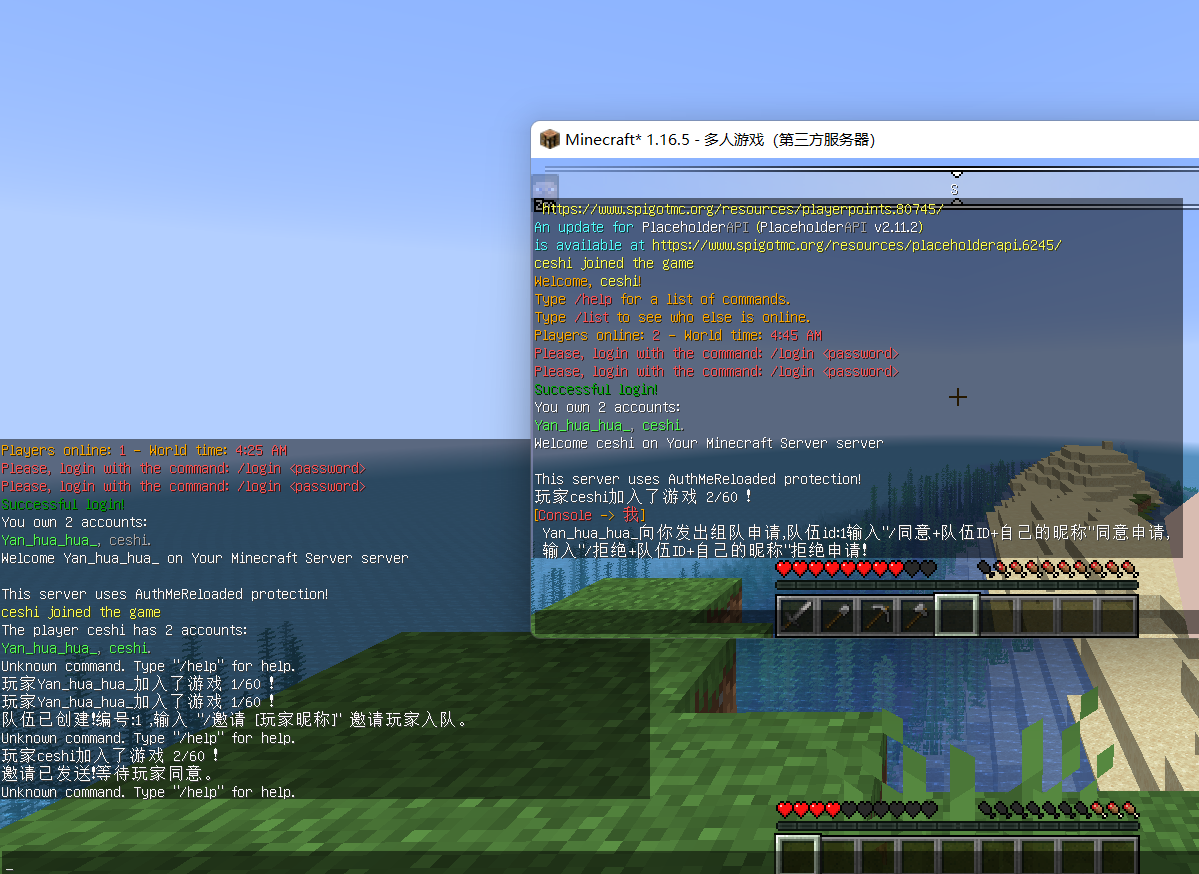 Minecraft* 1.16.5 - 多人游戏（第三方服务器）
S
https://www.spigotmc.org/resources/playerpoints.80745/
An update for PlaceholderAPI (PlaceholderAPI v2.11.2)
is available at https://www.spigotmc.org/resources/placeholderapi.6245/
ceshi joined the game
Welcome, ceshi!
Type /help for a list of commands.
Type /list to see who else is online.
Players online: 2 - World time: 4:45 AM
Please, login with the command: /login <password>
Please, login with the command: /login <password>
Successful login!
You own 2 accounts:
Yan_hua_hua_, ceshi.
Welcome ceshi on Your Minecraft Server server
This server uses AuthMeReloaded protection!
玩家ceshi加入了游戏 2/60 !
[Console -> 我]
Yan_hua_hua_向你发出组队申请,队伍id:1输入"/同意+队伍ID+自己的昵称"同意申请,
输入"/拒绝+队伍ID+自己的昵称"拒绝申请!
Players online: 1 - World time: 4:25 AM
Please, login with the command: /login <password>
Please, login with the command: /login <password>
Successful login!
You own 2 accounts:
Yan_hua_hua_, ceshi.
Welcome Yan_hua_hua_ on Your Minecraft Server server
This server uses AuthMeReloaded protection!
ceshi joined the game
The player ceshi has 2 accounts:
Yan_hua_hua_, ceshi.
Unknown command. Type "/help" for help.
玩家Yan_hua_hua_加入了游戏 1/60 !
玩家Yan_hua_hua_加入了游戏 1/60 !
队伍已创建!编号:1 ,输入 "/邀请 [玩家昵称]" 邀请玩家入队。
Unknown command. Type "/help" for help.
玩家ceshi加入了游戏 2/60 !
邀请已发送!等待玩家同意。
Unknown command. Type "/help" for help.
_